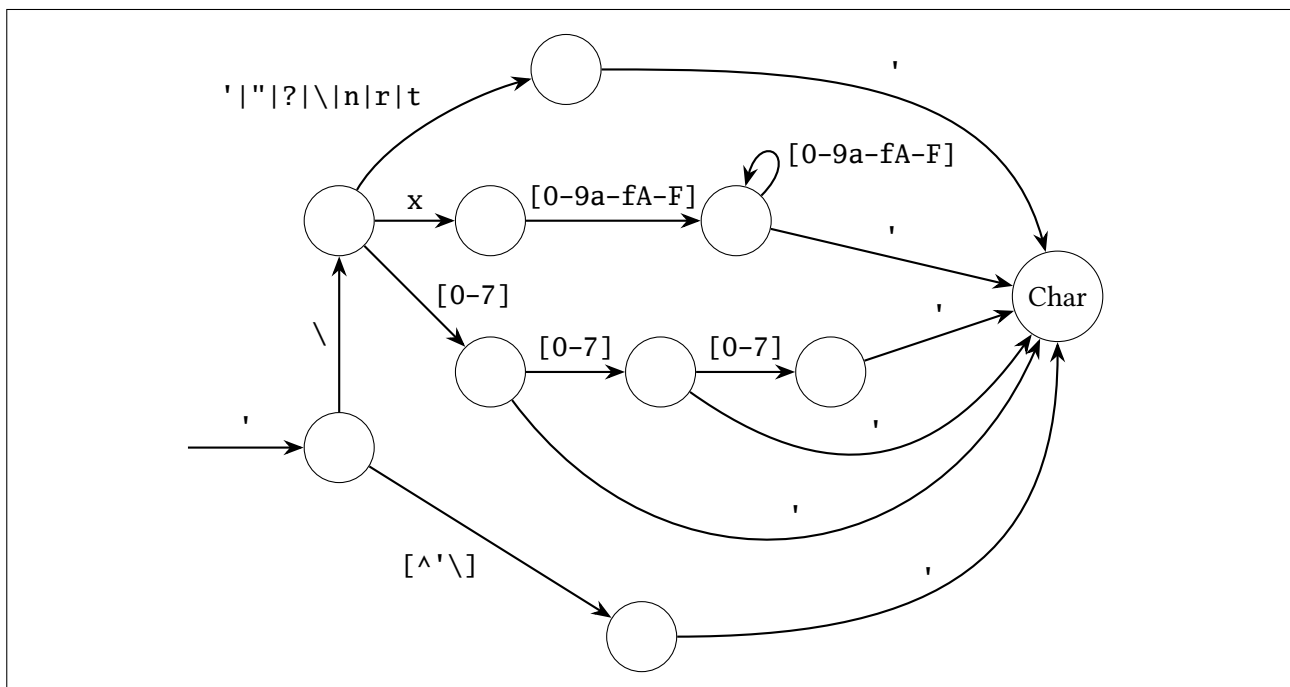 '
'|"|?|\|n|r|t
[0-9a-fA-F]
x
[0-9a-fA-F]
'
[0-7]
Char
'
\
[0-7]
[0-7]
'
'
'
[^'\]
'